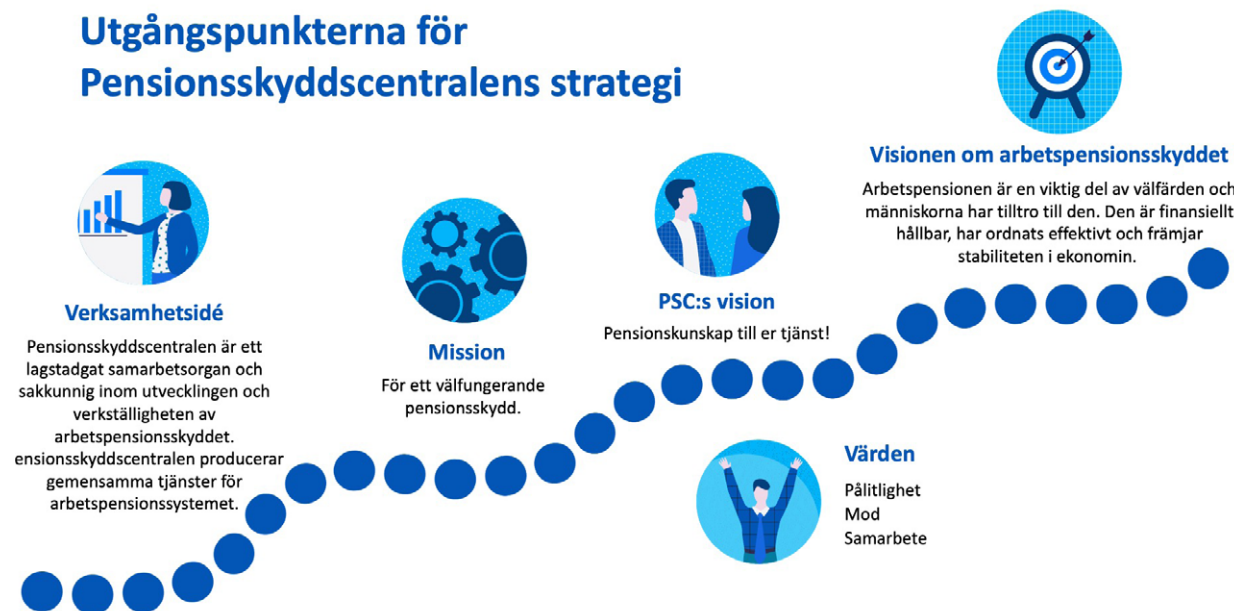 Utgångspunkterna för
Pensionsskyddscentralens strategi
Verksamhetsidé
Pensionsskyddscentralen är ett
lagstadgat samarbetsorgan och
sakkunnig inom utvecklingen och
verkställigheten av
arbetspensionsskyddet.
ensionsskyddscentralen producerar
gemensamma tjänster för
arbetspensionssystemet.
Mission
För ett välfungerande
pensionsskydd.
PSC:s vision
Pensionskunskap till er tjänst!
Värden
Pålitlighet
Mod
Samarbete
Visionen om arbetspensionsskyddet
Arbetspensionen är en viktig del av välfärden och
människorna har tilltro till den. Den är finansiellt
hållbar, har ordnats effektivt och främjar
stabiliteten i ekonomin.